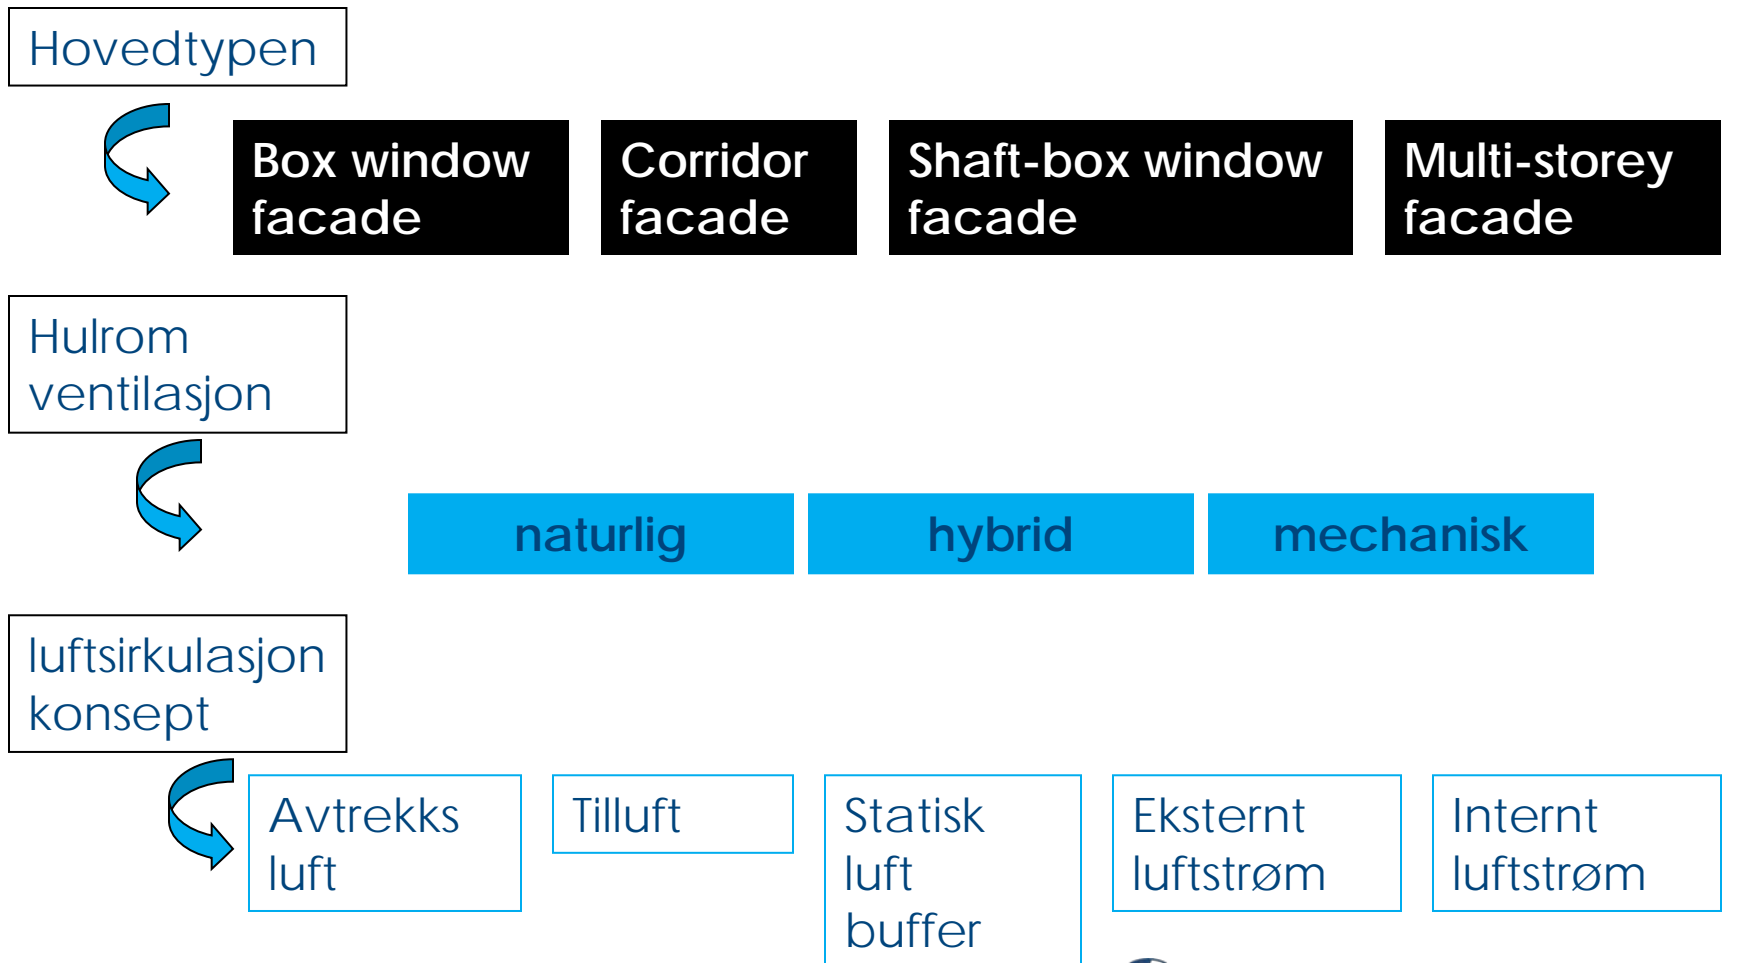 Hovedtypen
Box window
facade
Corridor
facade
Shaft-box window
facade
Multi-storey
facade
Hulrom
ventilasjon
naturlig
hybrid
mechanisk
luftsirkulasjon
konsept
Avtrekks
luft
Tilluft
Statisk
luft
buffer
Eksternt
luftstrøm
Internt
luftstrøm